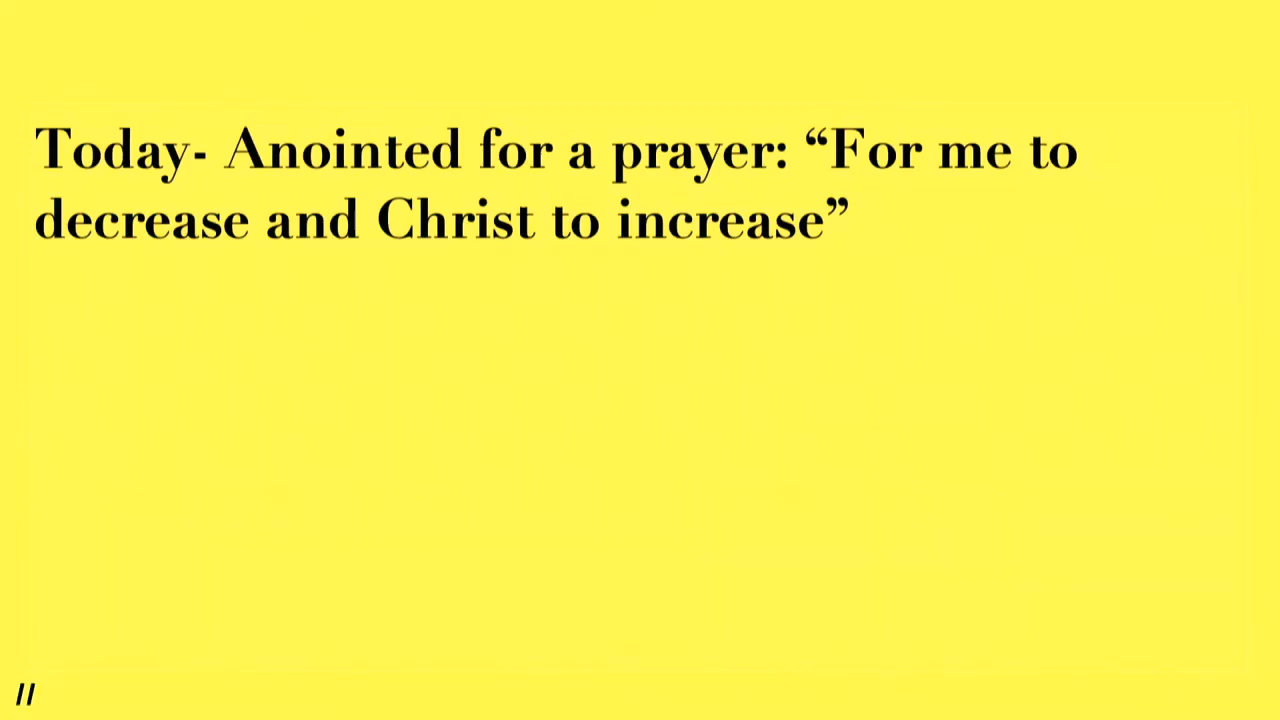 Today- Anointed for a prayer: “For me to
decrease and Christ to increase”
//